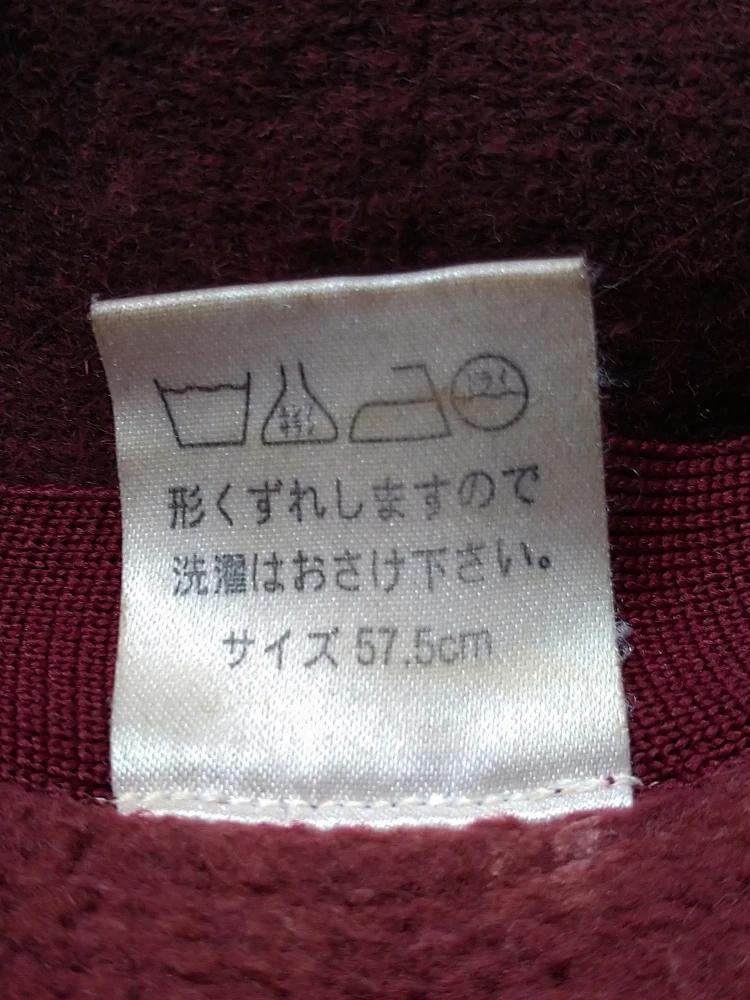 形くずれしますので
洗濯はおさけ下さい。
サイズ 57.5cm